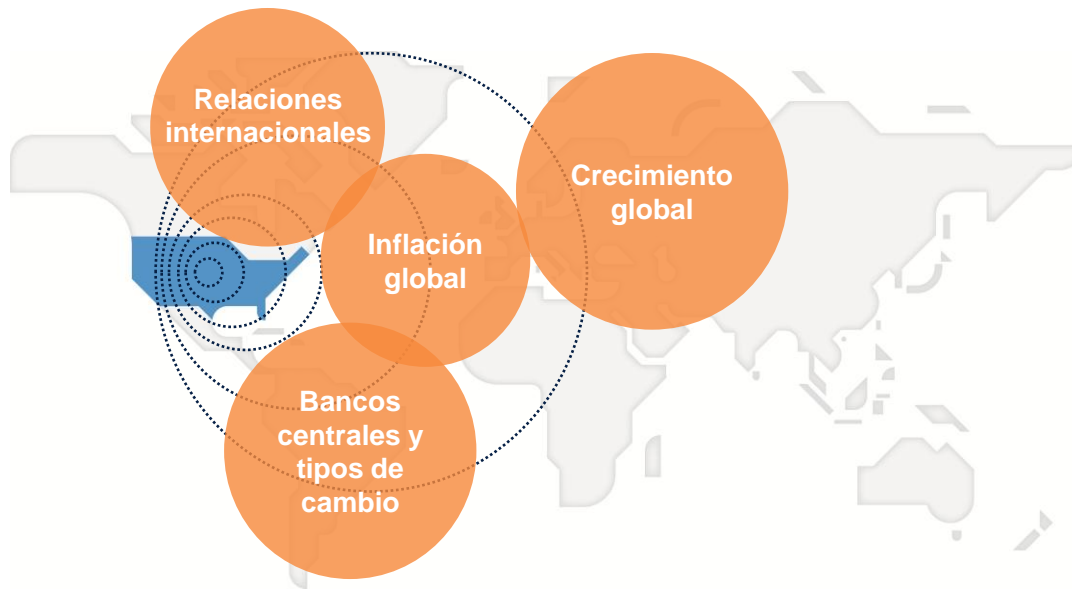 Relaciones
internacionales
Crecimiento
global
Inflación
global
Bancos
centrales y
tipos de
cambio